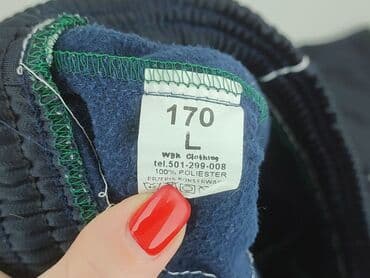 170
L
WBk Clothing
tel.501-299-008
100% POLIESTER